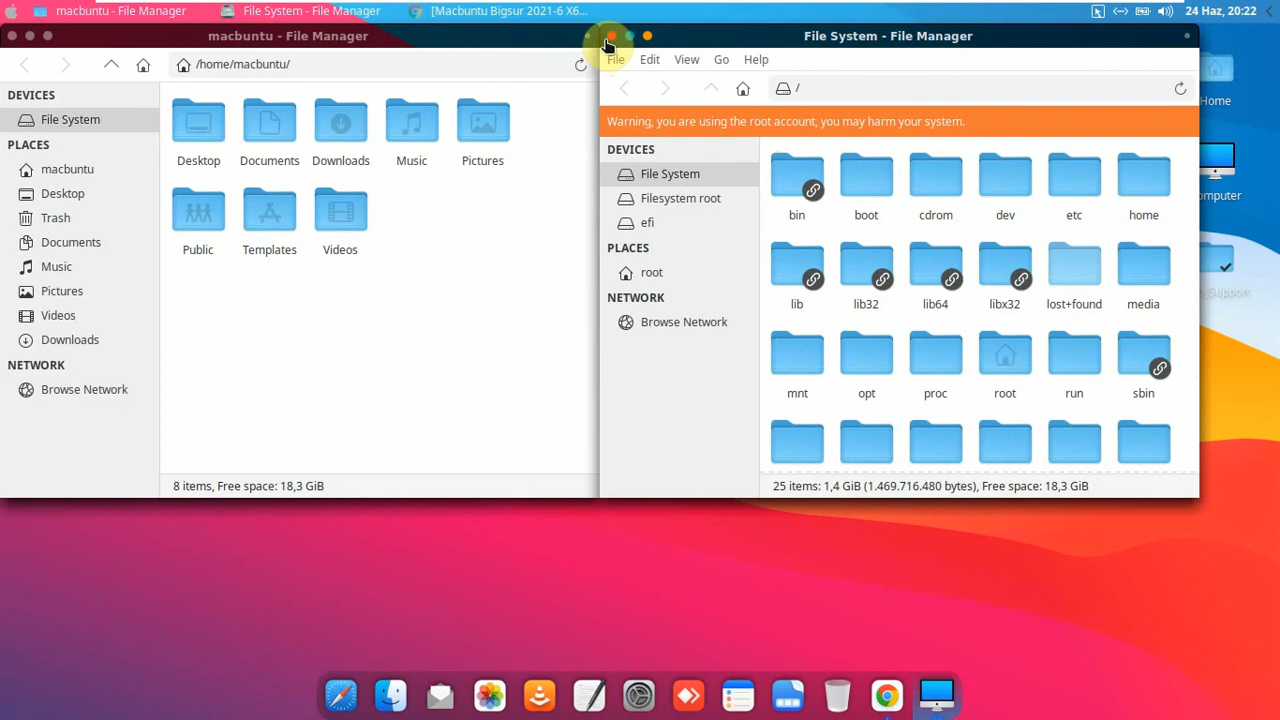 macbuntu - File Manager
File System - File Manager
[Macbuntu Bigsur 2021-6 X6...
24 Haz, 20:22
macbuntu - File Manager
/home/macbuntu/
DEVICES
File System
PLACES
macbuntu
Desktop
Trash
Documents
Music
Pictures
Videos
Downloads
NETWORK
Browse Network
Desktop
Documents
Downloads
Music
Pictures
Public
Templates
Videos
8 items, Free space: 18,3 GiB
File System - File Manager
File Edit View Go Help
/
Warning, you are using the root account, you may harm your system.
DEVICES
File System
Filesystem root
efi
PLACES
root
NETWORK
Browse Network
bin
boot
cdrom
dev
etc
home
lib
lib32
lib64
libx32
lost+found
media
mnt
opt
proc
root
run
sbin
25 items: 1,4 GiB (1.469.716.480 bytes), Free space: 18,3 GiB
Home
omputer
_Support